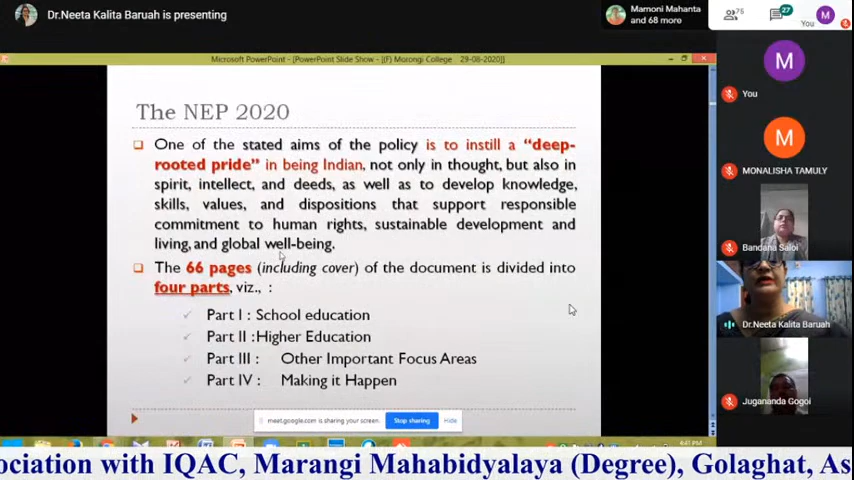 Dr.Neeta Kalita Baruah is presenting
Mamoni Mahanta
and 68 more
75
27
You
M
Microsoft PowerPoint - [PowerPoint Slide Show - [(F) Morongi College 29-08-2020]]
The NEP 2020
One of the stated aims of the policy is to instill a “deep-
rooted pride” in being Indian, not only in thought, but also in
spirit, intellect, and deeds, as well as to develop knowledge,
skills, values, and dispositions that support responsible
commitment to human rights, sustainable development and
living, and global well-being.
The 66 pages (including cover) of the document is divided into
four parts, viz., :
Part I : School education
Part II :Higher Education
Part III : Other Important Focus Areas
Part IV : Making it Happen
meet.google.com is sharing your screen.
Stop sharing
Hide
6:41 PM
M
You
M
MONALISHA TAMULY
Bandana Saloi
Dr.Neeta Kalita Baruah
Jugananda Gogoi
ociation with IQAC, Marangi Mahabidyalaya (Degree), Golaghat, As